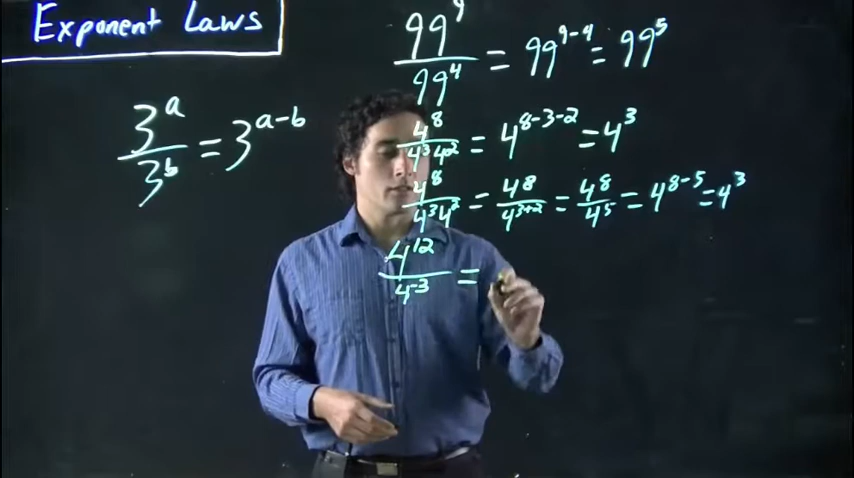 Exponent Laws
99^9/99^4 = 99^{9-4} = 99^5
3^a/3^b = 3^{a-b}
4^8/4^3 4^2 = 4^{8-3-2} = 4^3
4^8/4^3 4^2 = 4^8/4^{3+2} = 4^8/4^5 = 4^{8-5} = 4^3
4^12/4^{-3} =